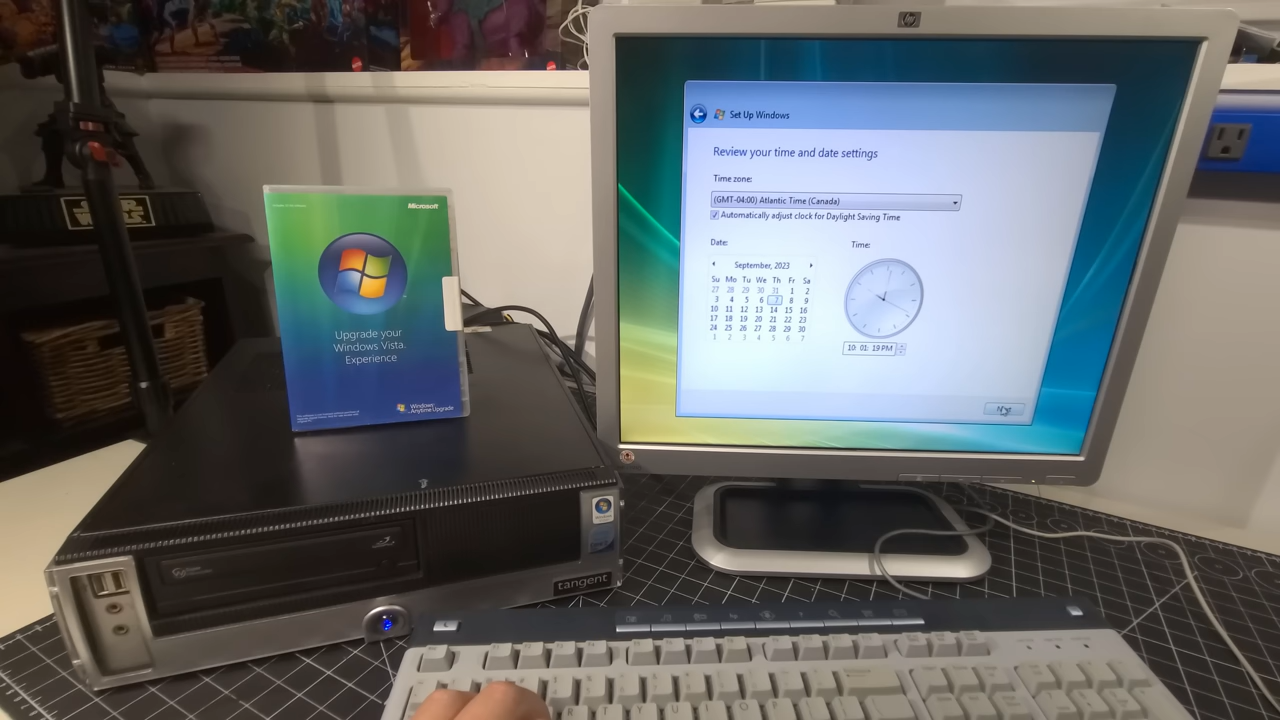 hp
Set Up Windows
Review your time and date settings
Time zone:
(GMT-04:00) Atlantic Time (Canada)
Automatically adjust clock for Daylight Saving Time
Date:
Time:
September, 2023
Su Mo Tu We Th Fr Sa
27 28 29 30 31 1 2
3 4 5 6 7 8 9
10 11 12 13 14 15 16
17 18 19 20 21 22 23
24 25 26 27 28 29 30
1 2 3 4 5 6 7
10: 01: 19 PM
STAR
WARS
Microsoft
Upgrade your
Windows Vista.
Experience
Windows
Anytime Upgrade
tangent
R T Y U I O P